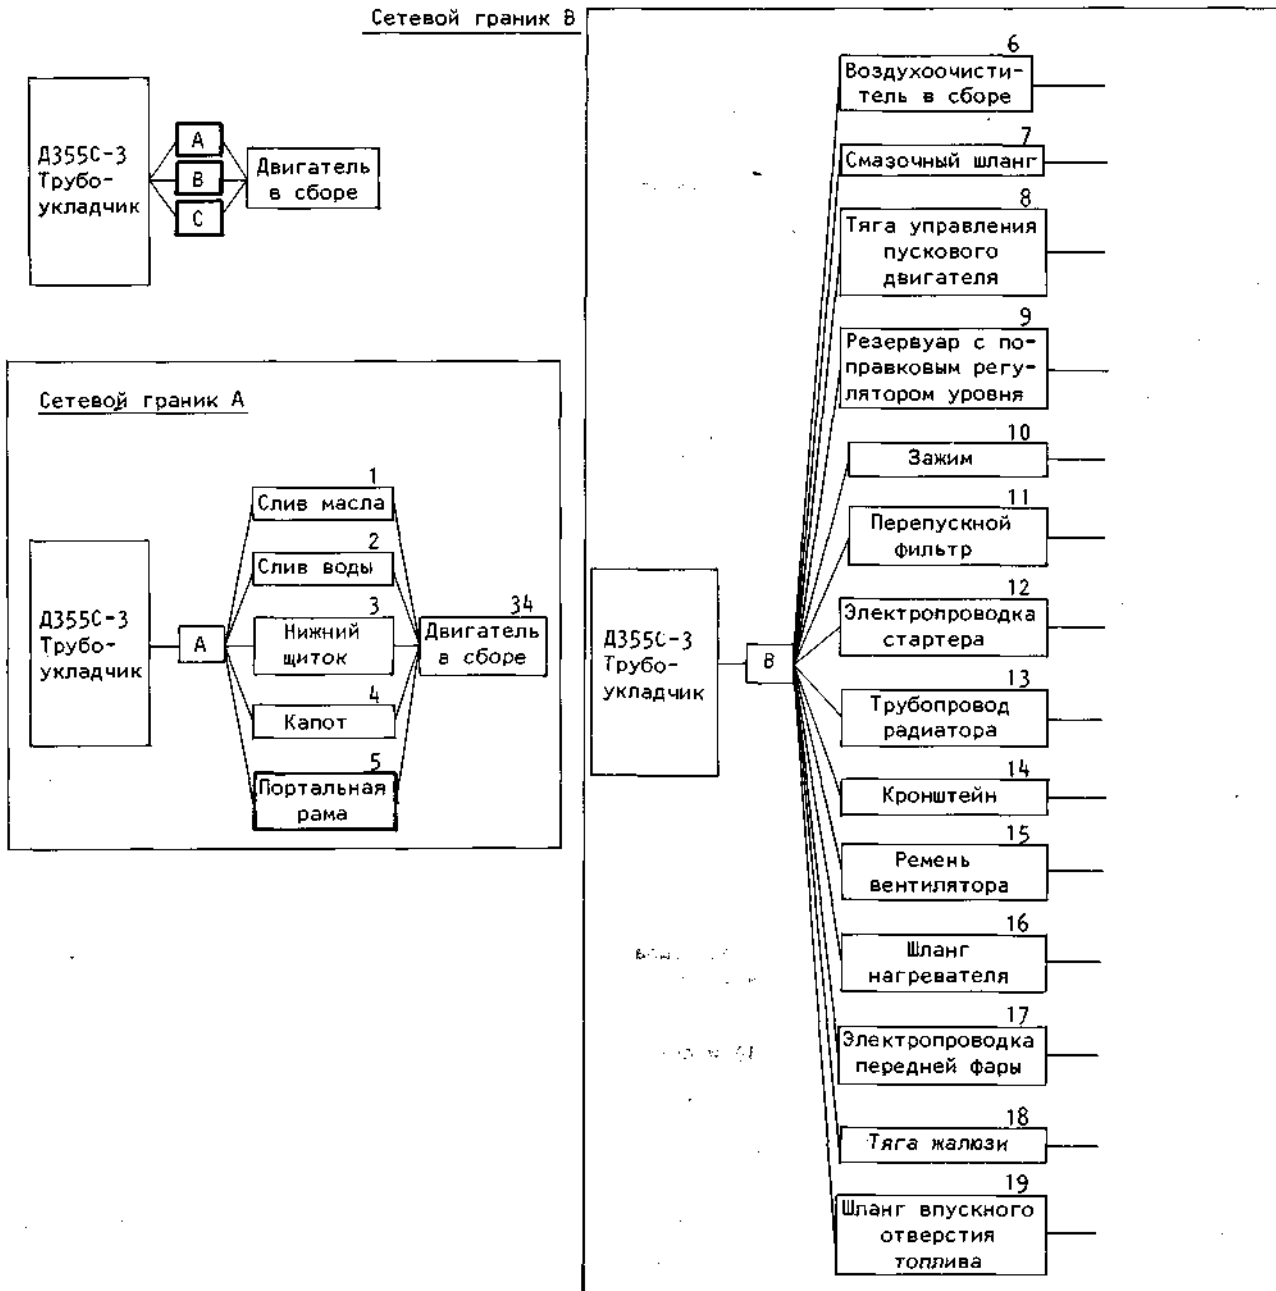 Сетевой граник В
Д355С-3
Трубо-
укладчик
А
В
С
Двигатель
в сборе
Сетевой граник А
Д355С-3
Трубо-
укладчик
А
1
Слив масла
2
Слив воды
3
Нижний
щиток
4
Капот
5
Портальная
рама
34
Двигатель
в сборе
Д355С-3
Трубо-
укладчик
В
6
Воздухоочисти-
тель в сборе
7
Смазочный шланг
8
Тяга управления
пускового
двигателя
9
Резервуар с по-
правковым регу-
лятором уровня
10
Зажим
11
Перепускной
фильтр
12
Электропроводка
стартера
13
Трубопровод
радиатора
14
Кронштейн
15
Ремень
вентилятора
16
Шланг
нагревателя
17
Электропроводка
передней фары
18
Тяга жалюзи
19
Шланг впускного
отверстия
топлива